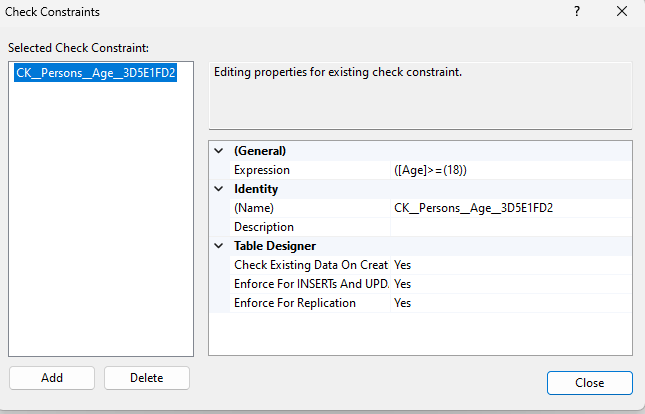 Check Constraints
?
Selected Check Constraint:
CK__Persons__Age__3D5E1FD2
Editing properties for existing check constraint.
(General)
Expression ([Age]>=(18))
Identity
(Name) CK__Persons__Age__3D5E1FD2
Description
Table Designer
Check Existing Data On Creat Yes
Enforce For INSERTs And UPD. Yes
Enforce For Replication Yes
Add Delete
Close